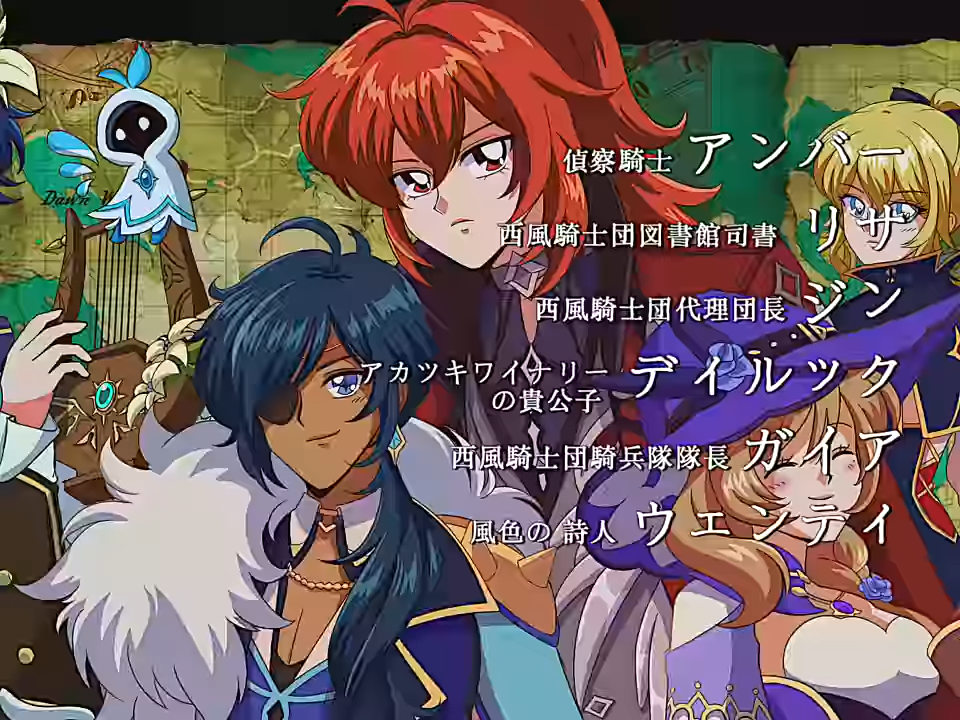 Dawn W
偵察騎士 アンバー
西風騎士団図書館司書 リサ
西風騎士団代理団長 ジン
アカツキワイナリーの貴公子 ディルック
西風騎士団騎兵隊隊長 ガイア
風色の詩人 ウェンティ